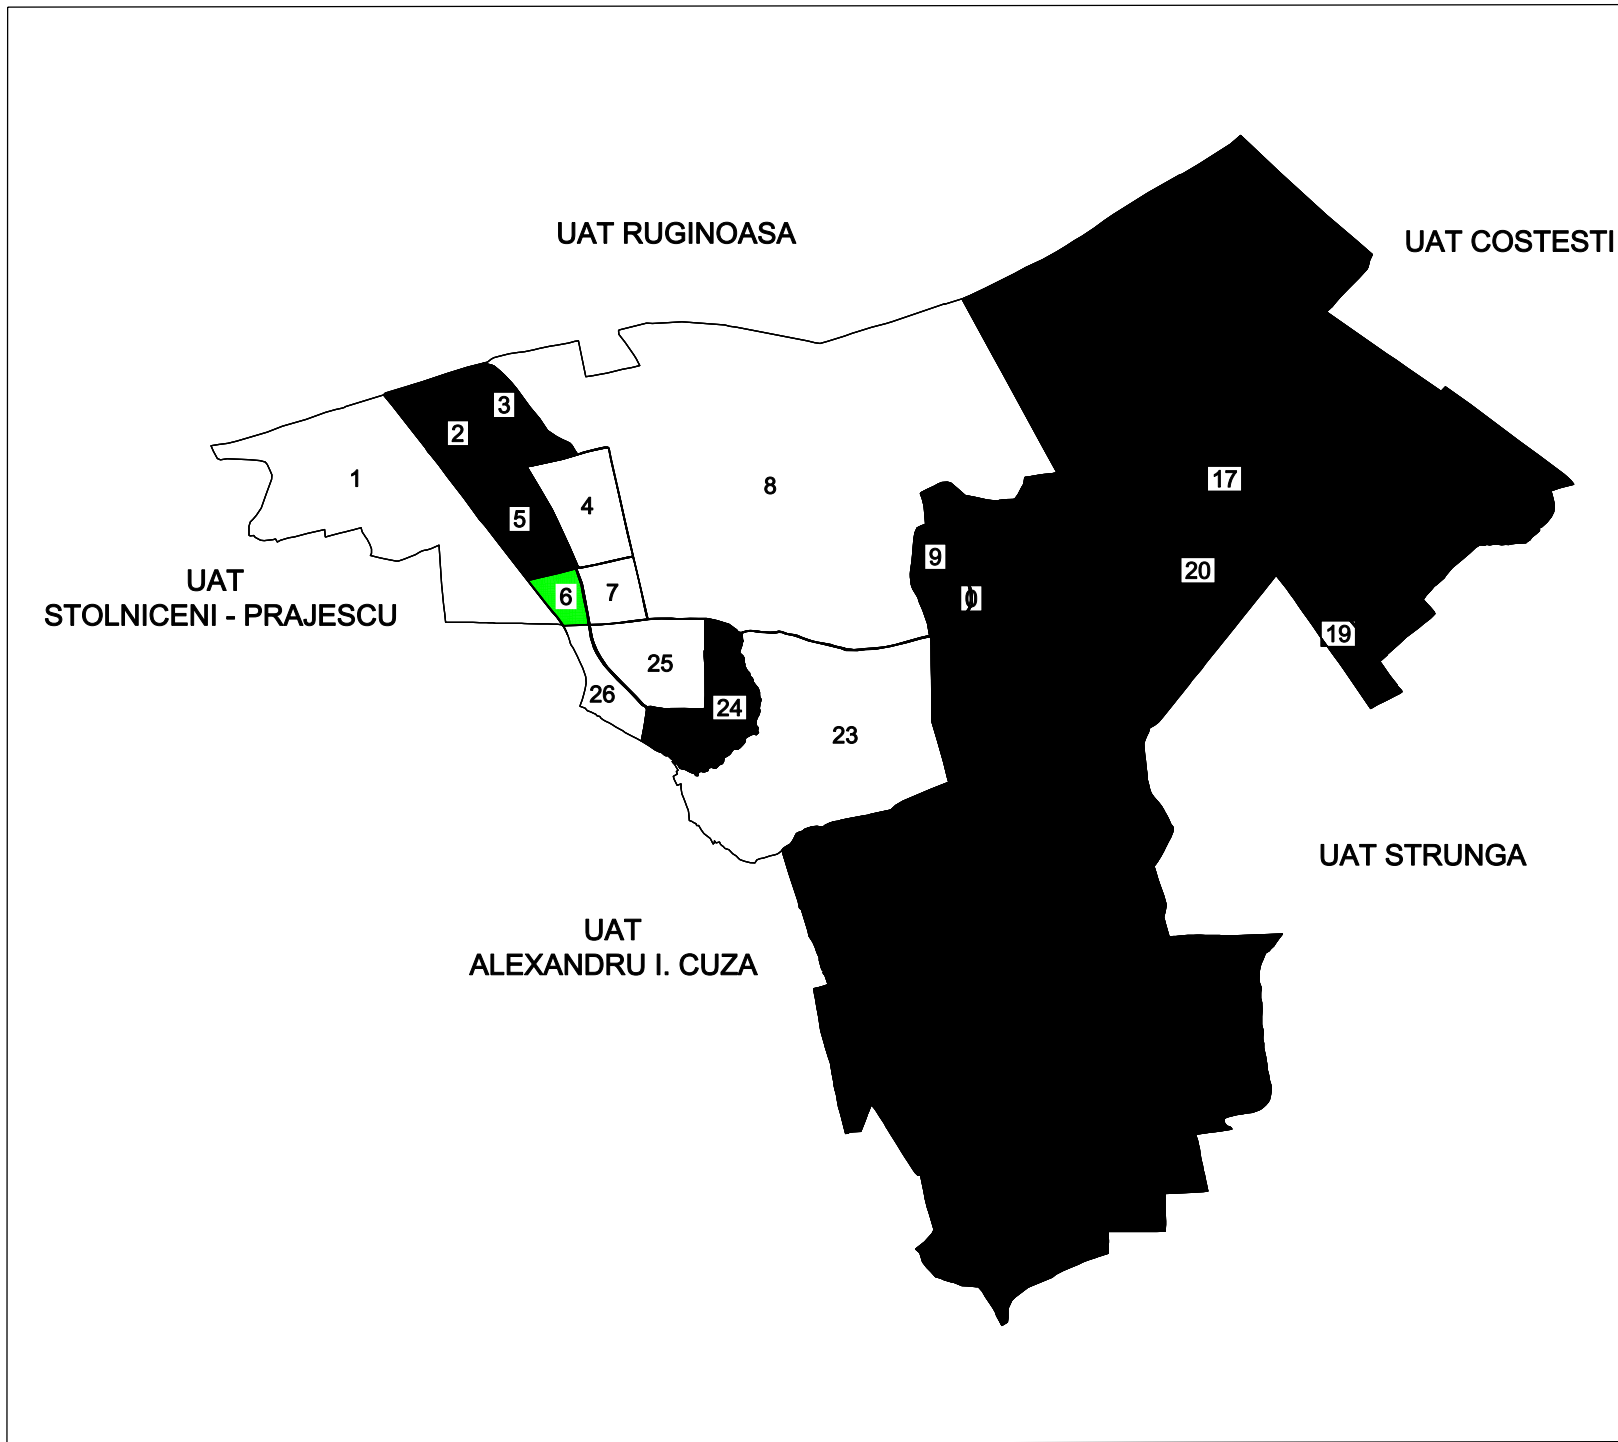 UAT RUGINOASA
UAT COSTESTI
3
2
1
8
17
4
5
9
20
UAT
STOLNICENI - PRAJESCU
6
7
19
25
26
24
23
UAT STRUNGA
UAT
ALEXANDRU I. CUZA